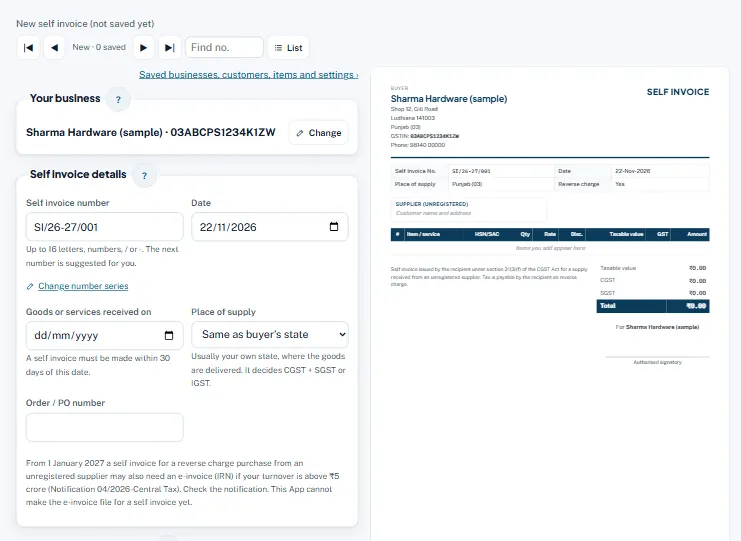 New self invoice (not saved yet)
New · 0 saved
Find no.
List
Saved businesses, customers, items and settings ›
Your business
?
Sharma Hardware (sample) · 03ABCPS1234K1ZW
Change
Self invoice details
?
Self invoice number
Date
SI/26-27/001
22/11/2026
Up to 16 letters, numbers, / or -. The next
number is suggested for you.
Change number series
Goods or services received on
Place of supply
dd/mm/yyyy
Same as buyer's state
A self invoice must be made within 30
days of this date.
Usually your own state, where the goods
are delivered. It decides CGST + SGST or
IGST.
Order / PO number
From 1 January 2027 a self invoice for a reverse charge purchase from an
unregistered supplier may also need an e-invoice (IRN) if your turnover is above ₹5
crore (Notification 04/2026-Central Tax). Check the notification. This App cannot
make the e-invoice file for a self invoice yet.
BUYER
Sharma Hardware (sample)
SELF INVOICE
Shop 12, Gill Road
Ludhiana 141003
Punjab (03)
GSTIN: 03ABCPS1234K1ZW
Phone: 98140 00000
Self Invoice No. SI/26-27/001 Date 22-Nov-2026
Place of supply Punjab (03) Reverse charge Yes
SUPPLIER (UNREGISTERED)
Customer name and address
# Item / service HSN/SAC Qty Rate Disc. Taxable value GST Amount
Items you add appear here
Self invoice issued by the recipient under section 31(3)(f) of the CGST Act for a supply
received from an unregistered supplier. Tax is payable by the recipient on reverse
charge.
Taxable value ₹0.00
CGST ₹0.00
SGST ₹0.00
Total ₹0.00
For Sharma Hardware (sample)
Authorised signatory